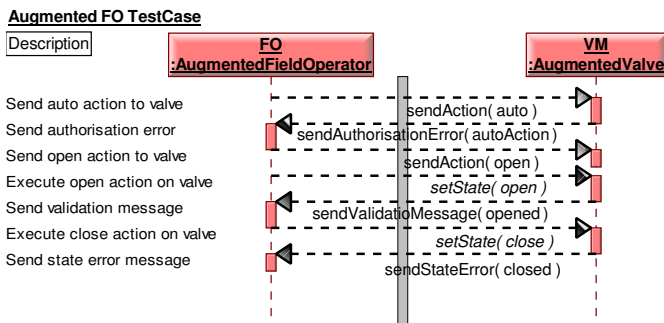 Augmented FO TestCase
Description
FO
:AugmentedFieldOperator
VM
:AugmentedValve
Send auto action to valve
sendAction( auto )
Send authorisation error
sendAuthorisationError( autoAction)
Send open action to valve
sendAction( open )
Execute open action on valve
setState( open )
Send validation message
sendValidatioMessage( opened )
Execute close action on valve
setState( close )
Send state error message
sendStateError( closed )